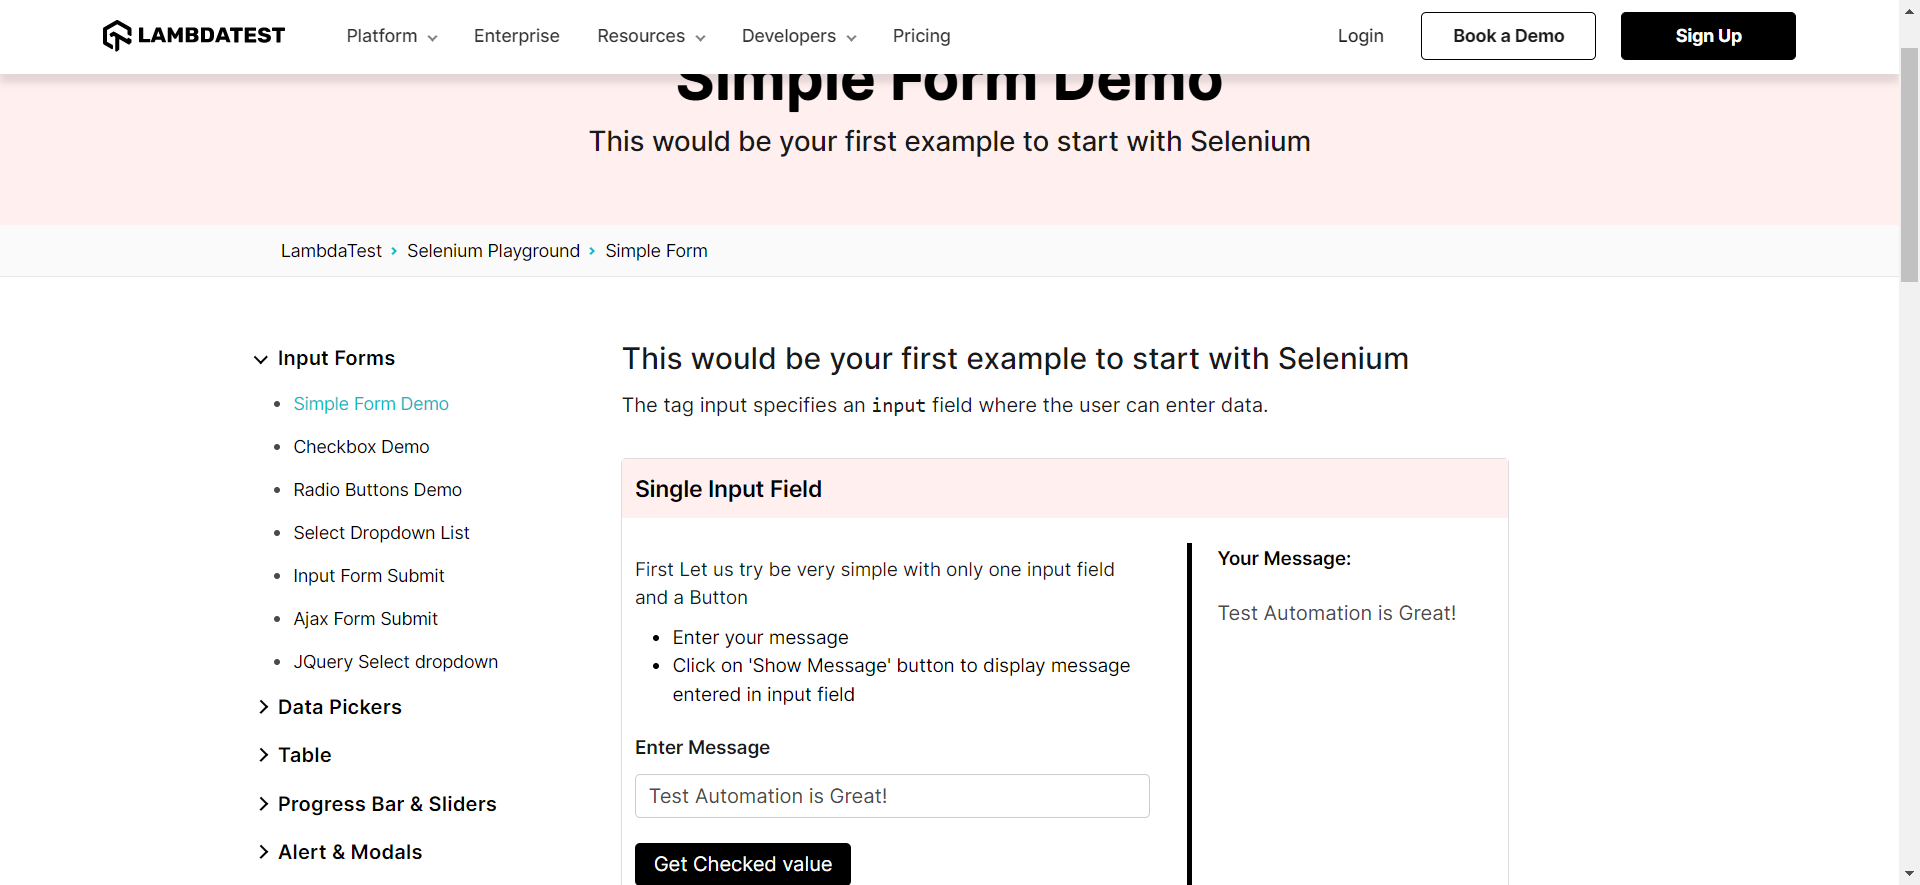 LAMBDATEST
Platform
Enterprise
Resources
Developers
Pricing
Login
Book a Demo
Sign Up
Simple Form Demo
This would be your first example to start with Selenium
LambdaTest › Selenium Playground › Simple Form
Input Forms
Simple Form Demo
Checkbox Demo
Radio Buttons Demo
Select Dropdown List
Input Form Submit
Ajax Form Submit
JQuery Select dropdown
Data Pickers
Table
Progress Bar & Sliders
Alert & Modals
This would be your first example to start with Selenium
The tag input specifies an input field where the user can enter data.
Single Input Field
First Let us try be very simple with only one input field
and a Button
Enter your message
Click on 'Show Message' button to display message
entered in input field
Enter Message
Test Automation is Great!
Get Checked value
Your Message:
Test Automation is Great!